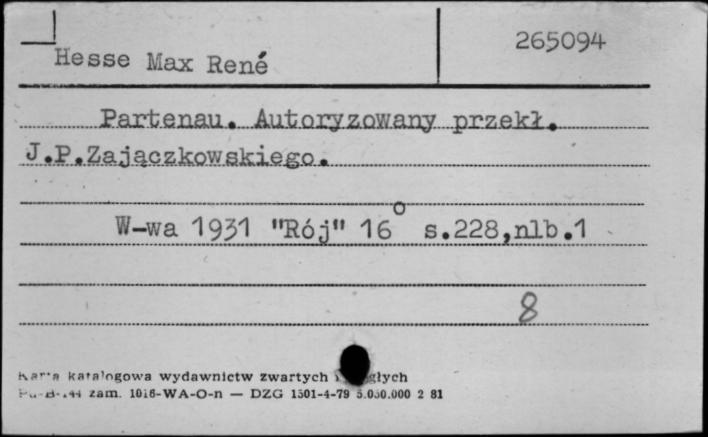 Hesse Max René
265094
Partenau. Autoryzowany przekł.
J.P.Zajączkowskiego.
W-wa 1931 "Rój" 16° s.228,nlb.1
8
Karta katalogowa wydawnictw zwartych
zam. 1016-WA-O-n — DZG 1501-4-79 5.050.000 2 81